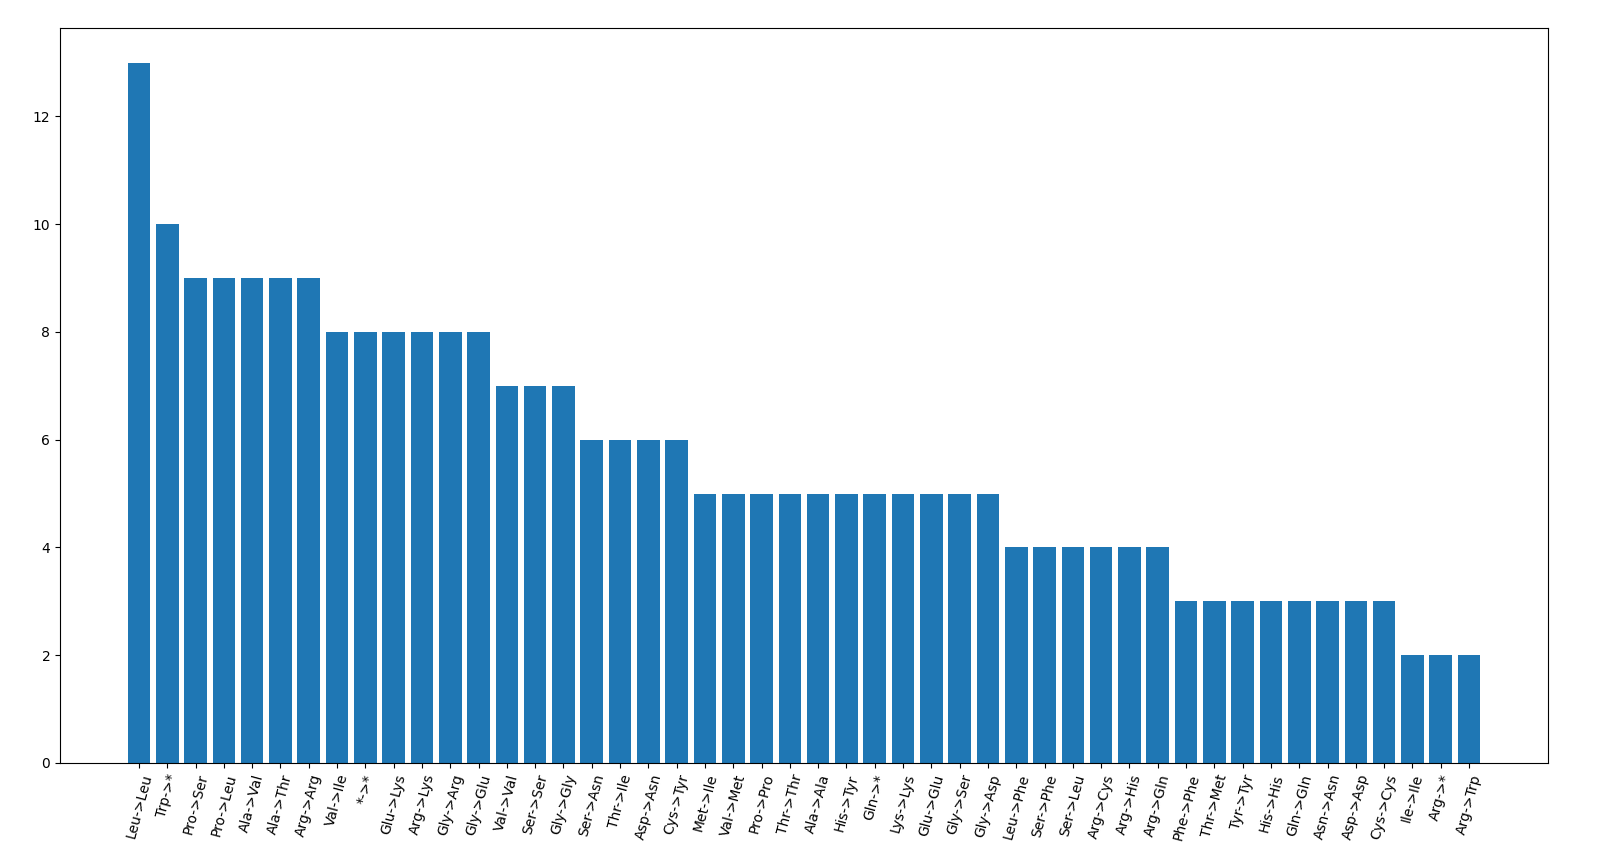 12
10
8
6
4
2
0
Leu->Leu
Trp->*
Pro->Ser
Pro->Leu
Ala->Val
Ala->Thr
Arg->Arg
Val->Ile
*->*
Glu->Lys
Arg->Lys
Gly->Arg
Gly->Glu
Val->Val
Ser->Ser
Gly->Gly
Ser->Asn
Thr->Ile
Asp->Asn
Cys->Tyr
Met->Ile
Val->Met
Pro->Pro
Thr->Thr
Ala->Ala
His->Tyr
Gln->*
Lys->Lys
Glu->Glu
Gly->Ser
Gly->Asp
Leu->Phe
Ser->Phe
Ser->Leu
Arg->Cys
Arg->His
Arg->Gln
Phe->Phe
Thr->Met
Tyr->Tyr
His->His
Gln->Gln
Asn->Asn
Asp->Asp
Cys->Cys
Ile->Ile
Arg->*
Arg->Trp